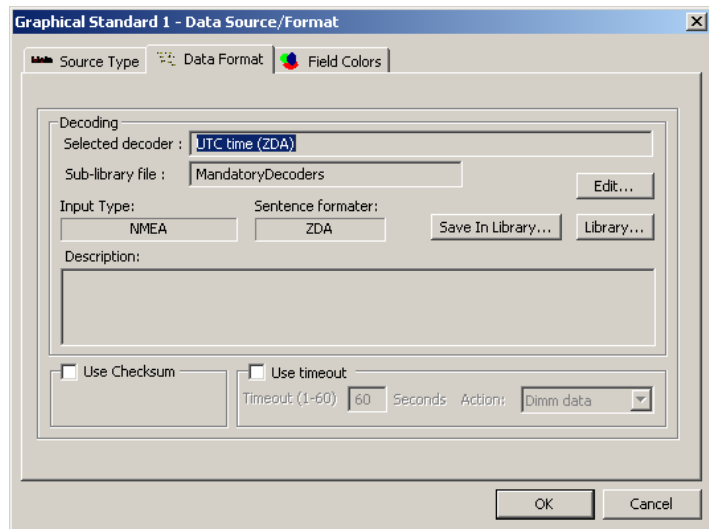 Graphical Standard 1 - Data Source/Format
Source Type Data Format Field Colors
Decoding
Selected decoder : UTC time (ZDA)
Sub-library file : MandatoryDecoders
Edit...
Input Type: Sentence formater:
NMEA ZDA Save In Library... Library...
Description:
Use Checksum Use timeout
Timeout (1-60) 60 Seconds Action: Dimm data
OK Cancel